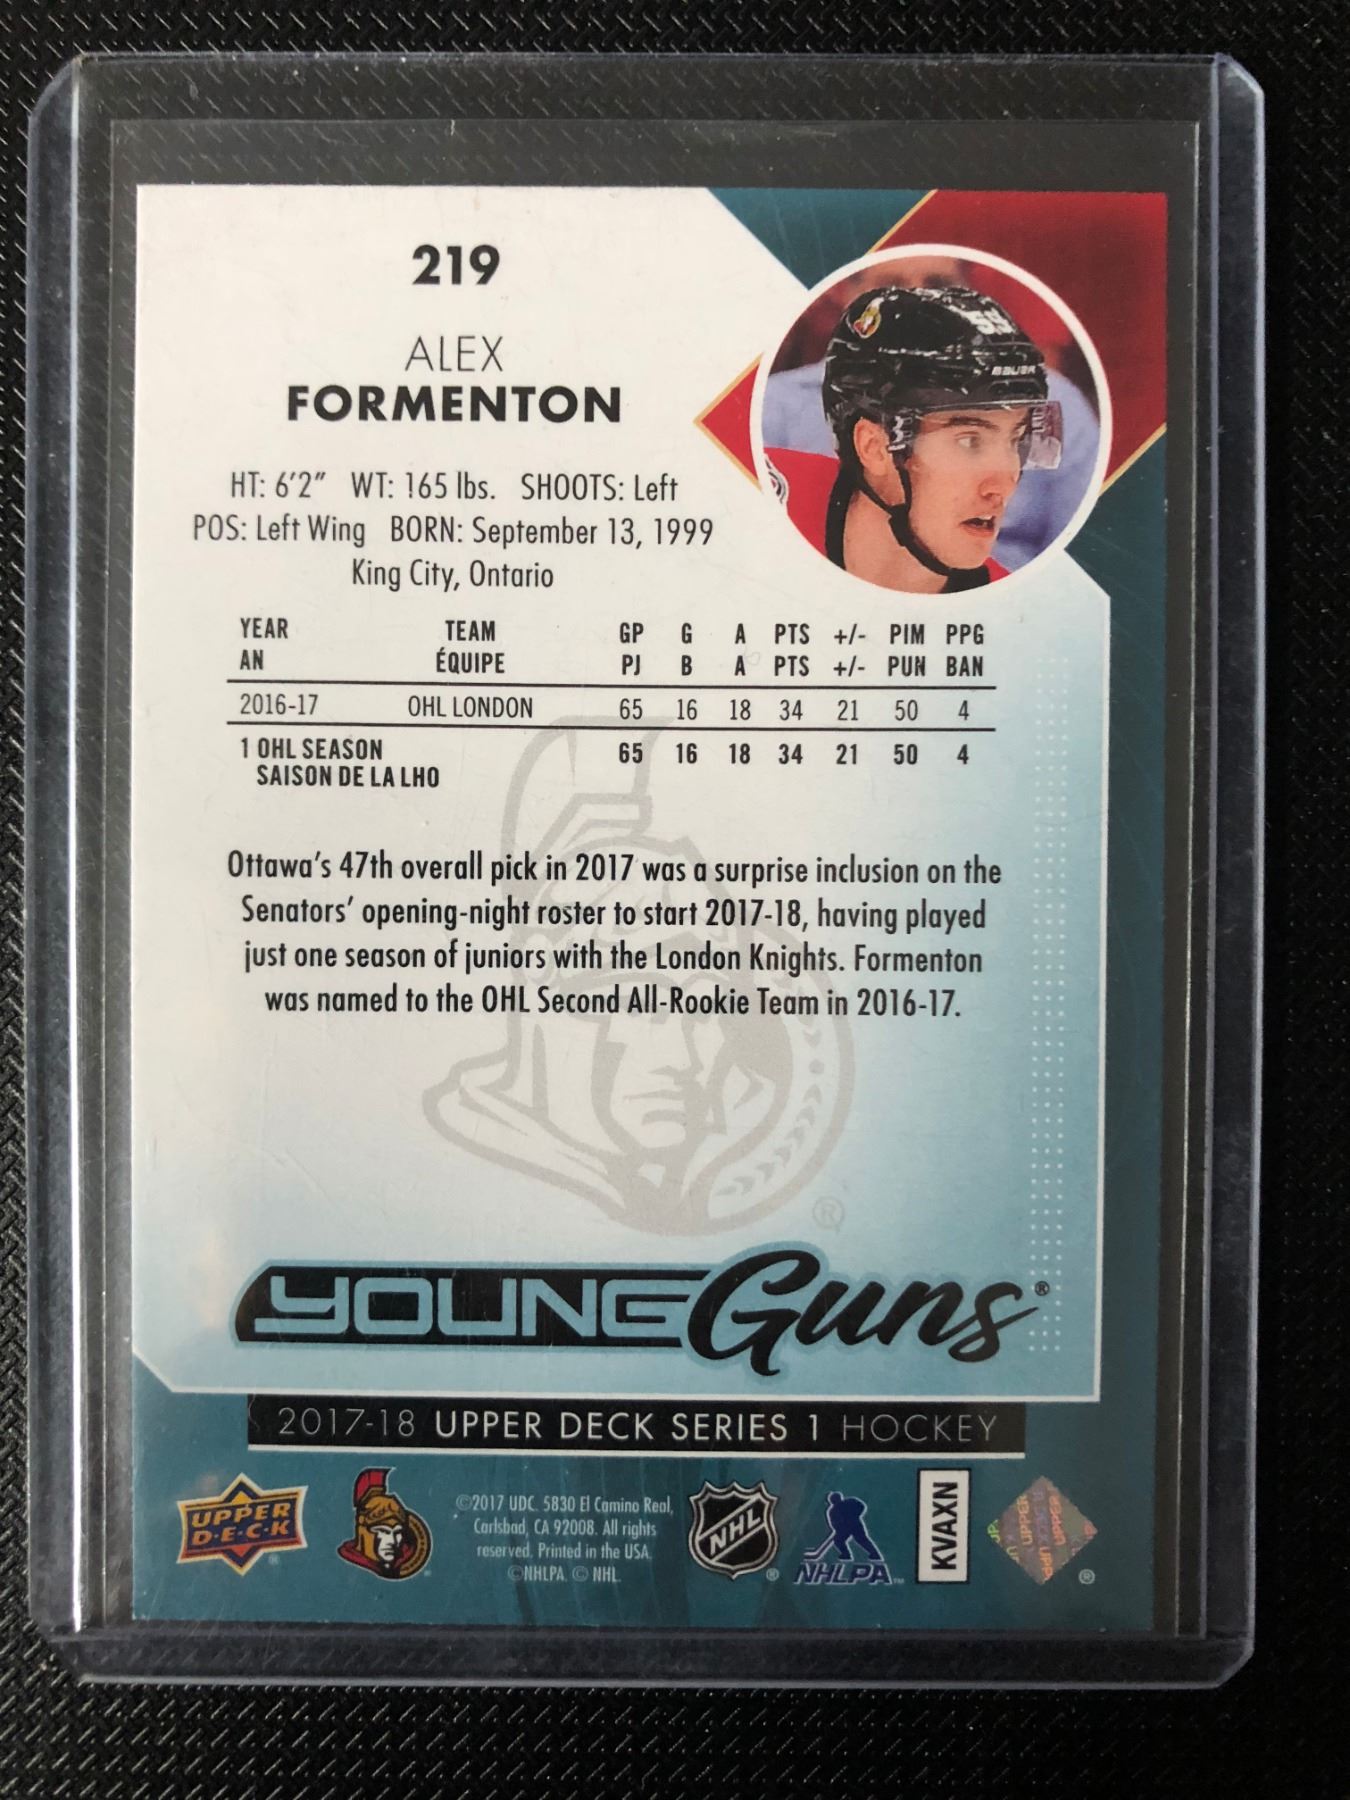 219
ALEX
FORMENTON
59
BAUER
HT: 6'2" WT: 165 lbs. SHOOTS: Left
POS: Left Wing BORN: September 13, 1999
King City, Ontario
YEAR TEAM GP G A PTS +/- PIM PPG
AN ÉQUIPE PJ B A PTS +/- PUN BAN
2016-17 OHL LONDON 65 16 18 34 21 50 4
1 OHL SEASON 65 16 18 34 21 50 4
SAISON DE LA LHO
Ottawa's 47th overall pick in 2017 was a surprise inclusion on the
Senators' opening-night roster to start 2017-18, having played
just one season of juniors with the London Knights. Formenton
was named to the OHL Second All-Rookie Team in 2016-17.
®
YOUNG Guns®
2017-18 UPPER DECK SERIES 1 HOCKEY
UPPER
D·E·C·K
®
©2017 UDC. 5830 El Camino Real,
Carlsbad, CA 92008. All rights
reserved. Printed in the USA.
©NHLPA. © NHL.
NHL
®
NHLPA™
KVAXN
UPPER
®